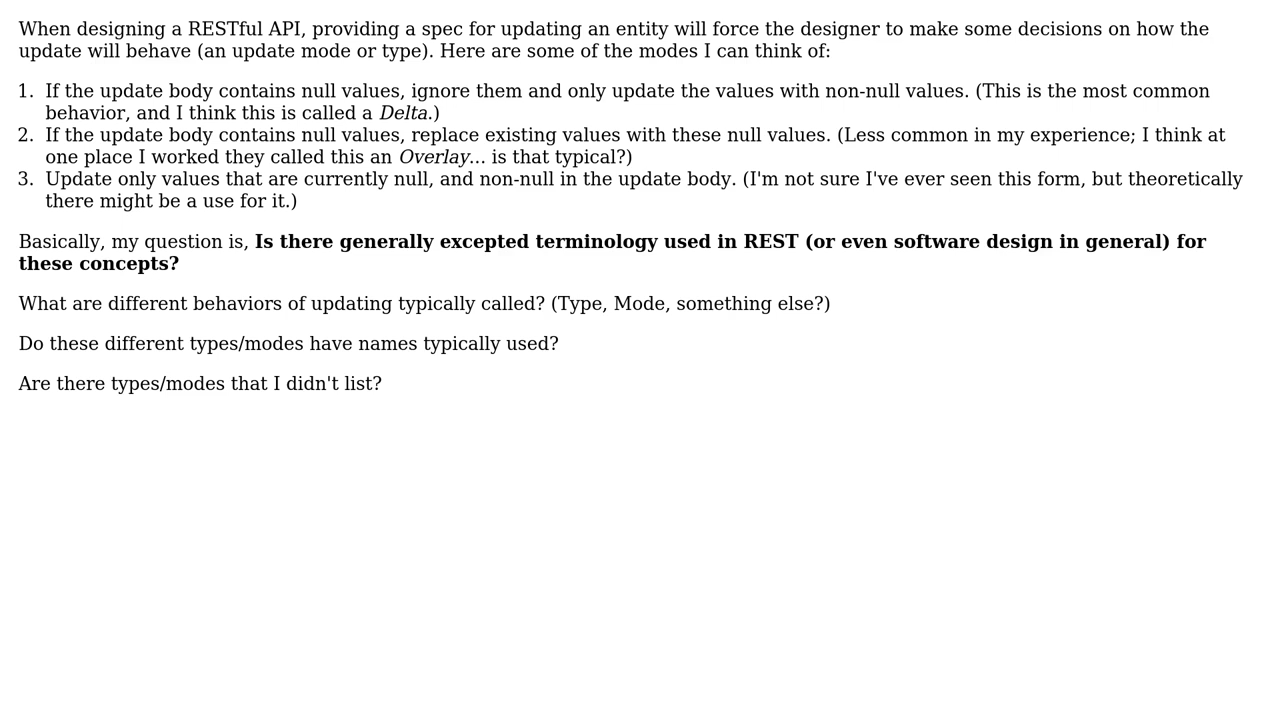 When designing a RESTful API, providing a spec for updating an entity will force the designer to make some decisions on how the
update will behave (an update mode or type). Here are some of the modes I can think of:
1. If the update body contains null values, ignore them and only update the values with non-null values. (This is the most common
behavior, and I think this is called a Delta.)
2. If the update body contains null values, replace existing values with these null values. (Less common in my experience; I think at
one place I worked they called this an Overlay... is that typical?)
3. Update only values that are currently null, and non-null in the update body. (I'm not sure I've ever seen this form, but theoretically
there might be a use for it.)
Basically, my question is, Is there generally excepted terminology used in REST (or even software design in general) for
these concepts?
What are different behaviors of updating typically called? (Type, Mode, something else?)
Do these different types/modes have names typically used?
Are there types/modes that I didn't list?